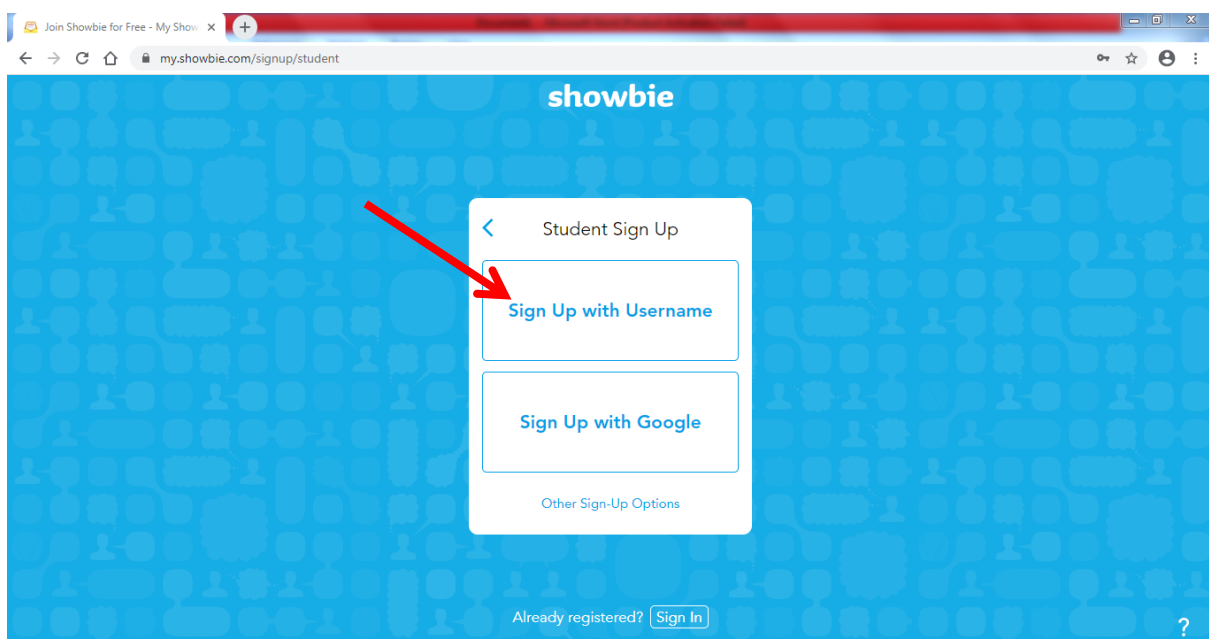 Join Showbie for Free - My Show
my.showbie.com/signup/student
showbie
Student Sign Up
Sign Up with Username
Sign Up with Google
Other Sign-Up Options
Already registered? Sign In
?